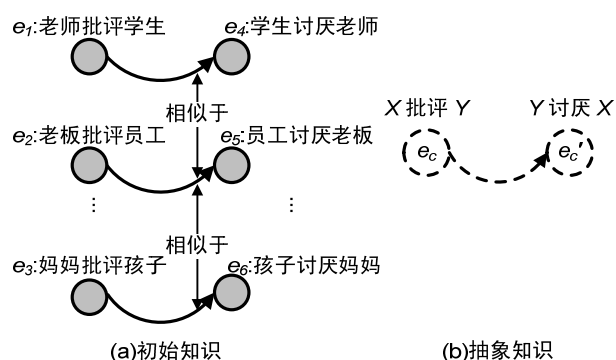 e₁:老师批评学生 e₄:学生讨厌老师
相似于
X 批评 Y Y 讨厌 X
e₂:老板批评员工 e₅:员工讨厌老板
e_c e_c'
⋮ ⋮
相似于
e₃:妈妈批评孩子 e₆:孩子讨厌妈妈
(a)初始知识 (b)抽象知识